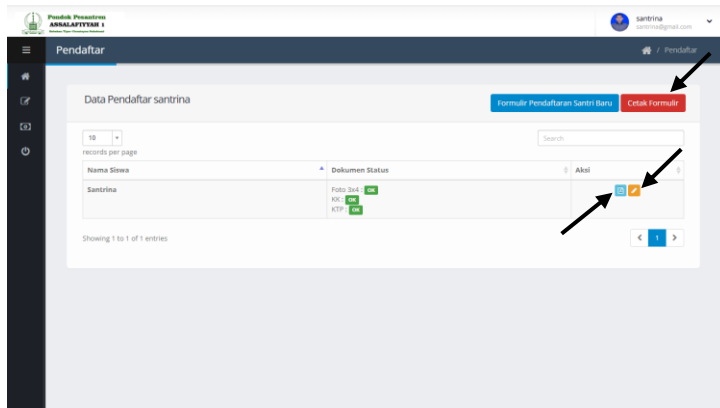 Pondok Pesantren
ASSALAFIYYAH 1
santrina
santrina@gmail.com
Pendaftar
/ Pendaftar
Data Pendaftar santrina
Formulir Pendaftaran Santri Baru
Cetak Formulir
10
records per page
Search
Nama Siswa
Dokumen Status
Aksi
Santrina
Foto 3x4 : OK
KK : OK
KTP : OK
Showing 1 to 1 of 1 entries
1